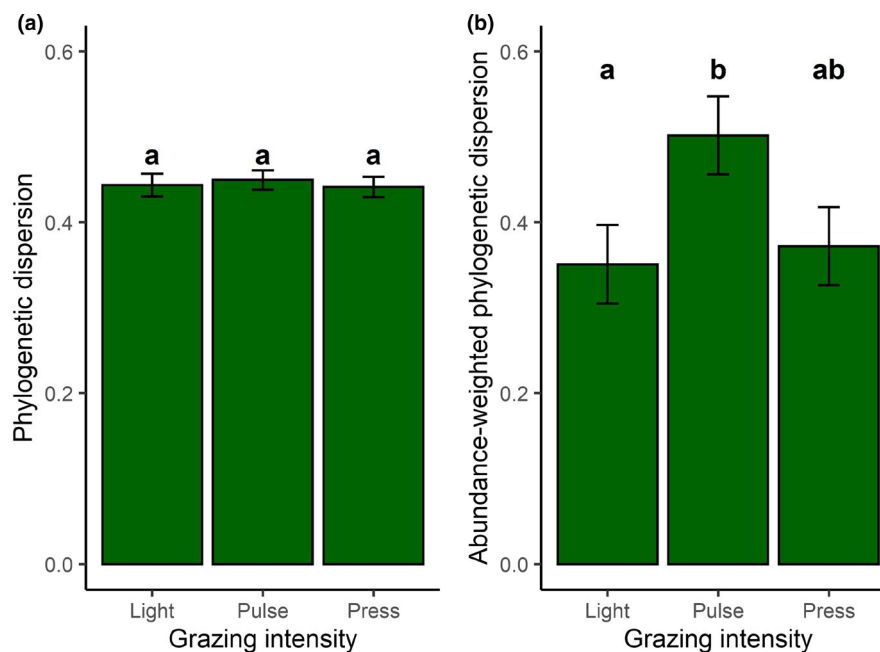 (a)
Phylogenetic dispersion
0.6
0.4
0.2
0.0
a a a
Light Pulse Press
Grazing intensity
(b)
Abundance-weighted phylogenetic dispersion
0.6
0.4
0.2
0.0
a b ab
Light Pulse Press
Grazing intensity